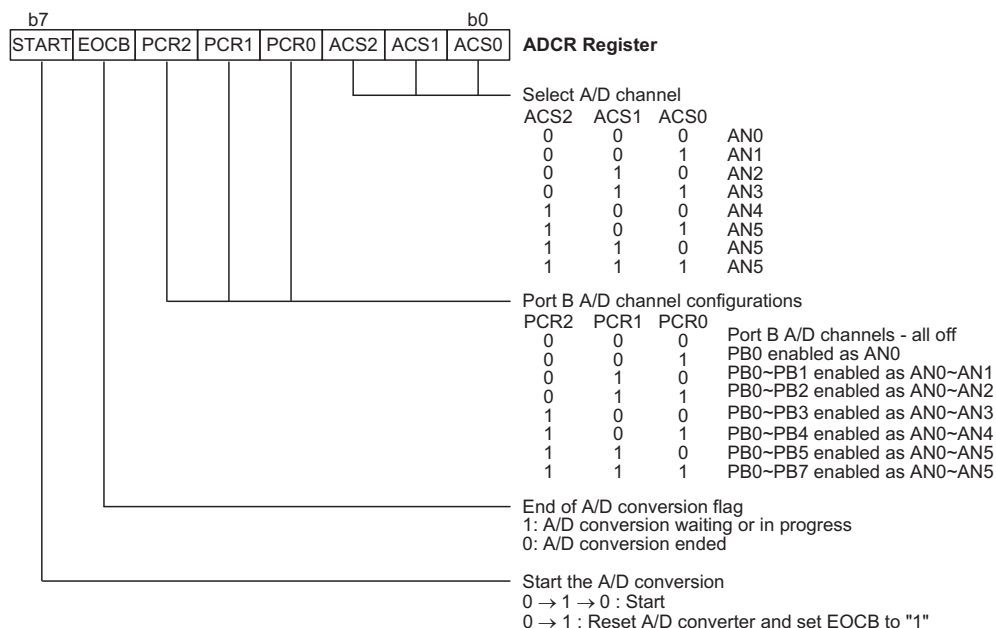 b7 b0
START EOCB PCR2 PCR1 PCR0 ACS2 ACS1 ACS0 ADCR Register
Select A/D channel
ACS2 ACS1 ACS0
0 0 0 AN0
0 0 1 AN1
0 1 0 AN2
0 1 1 AN3
1 0 0 AN4
1 0 1 AN5
1 1 0 AN5
1 1 1 AN5
Port B A/D channel configurations
PCR2 PCR1 PCR0
0 0 0 Port B A/D channels - all off
0 0 1 PB0 enabled as AN0
0 1 0 PB0~PB1 enabled as AN0~AN1
0 1 1 PB0~PB2 enabled as AN0~AN2
1 0 0 PB0~PB3 enabled as AN0~AN3
1 0 1 PB0~PB4 enabled as AN0~AN4
1 1 0 PB0~PB5 enabled as AN0~AN5
1 1 1 PB0~PB7 enabled as AN0~AN5
End of A/D conversion flag
1: A/D conversion waiting or in progress
0: A/D conversion ended
Start the A/D conversion
0 → 1 → 0 : Start
0 → 1 : Reset A/D converter and set EOCB to "1"